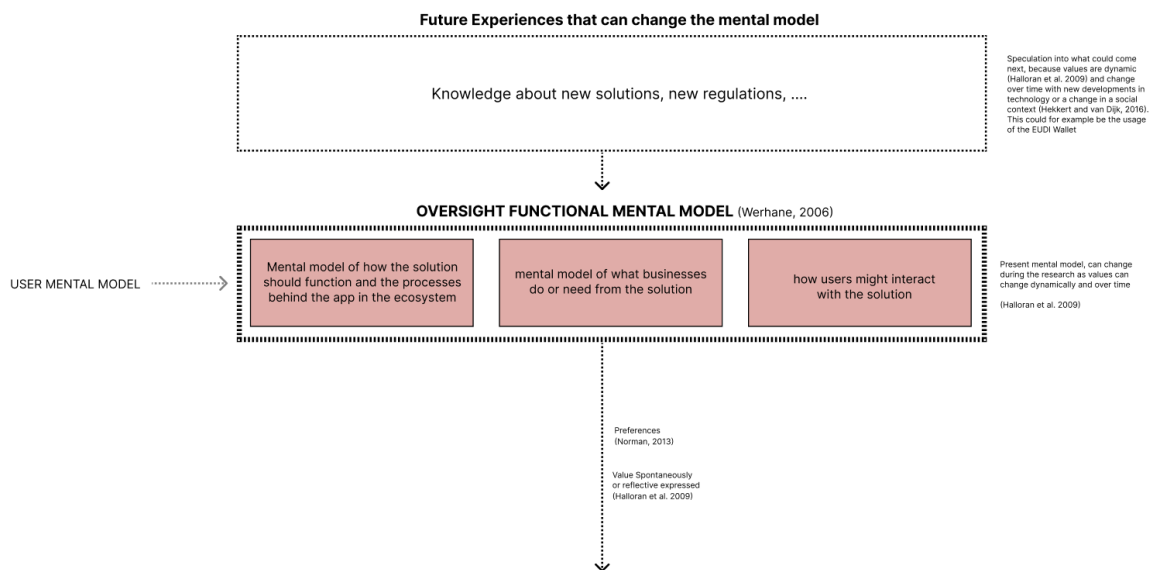 Future Experiences that can change the mental model
Knowledge about new solutions, new regulations, ....
Speculation into what could come
next, because values are dynamic
(Halloran et al. 2009) and change
over time with new developments in
technology or a change in a social
context (Hekkert and van Dijk, 2016).
This could for example be the usage
of the EUDI Wallet
OVERSIGHT FUNCTIONAL MENTAL MODEL (Werhane, 2006)
USER MENTAL MODEL
Mental model of how the solution
should function and the processes
behind the app in the ecosystem
mental model of what businesses
do or need from the solution
how users might interact
with the solution
Present mental model, can change
during the research as values can
change dynamically and over time
(Halloran et al. 2009)
Preferences
(Norman, 2013)
Value Spontaneously
or reflective expressed
(Halloran et al. 2009)